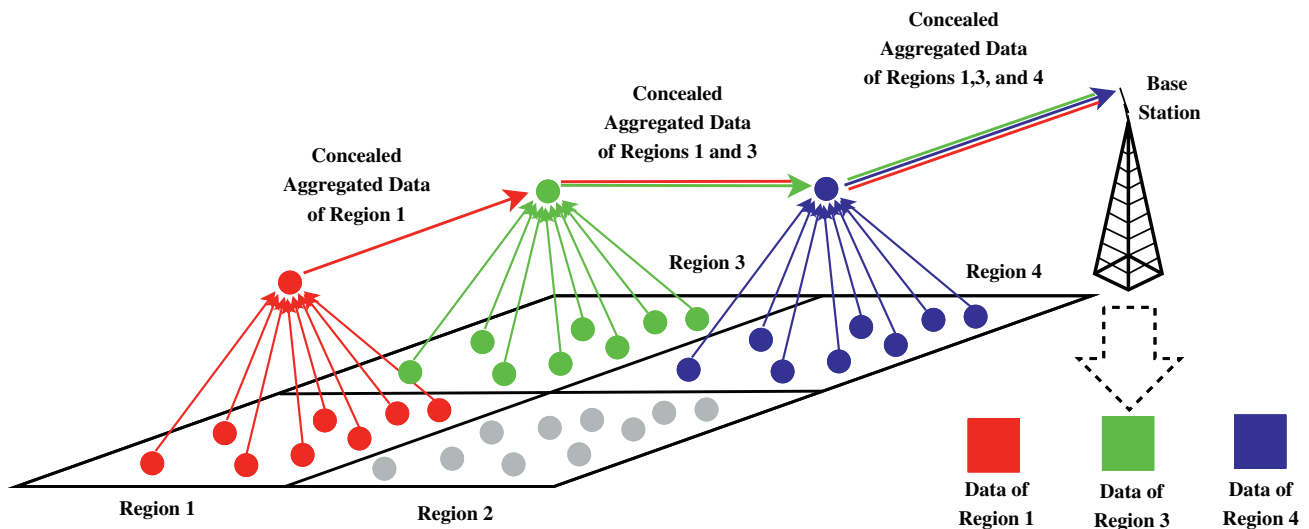 Concealed
Aggregated Data
of Regions 1,3, and 4
Base
Station
Concealed
Aggregated Data
of Regions 1 and 3
Concealed
Aggregated Data
of Region 1
Region 3
Region 4
Region 1
Region 2
Data of
Region 1
Data of
Region 3
Data of
Region 4